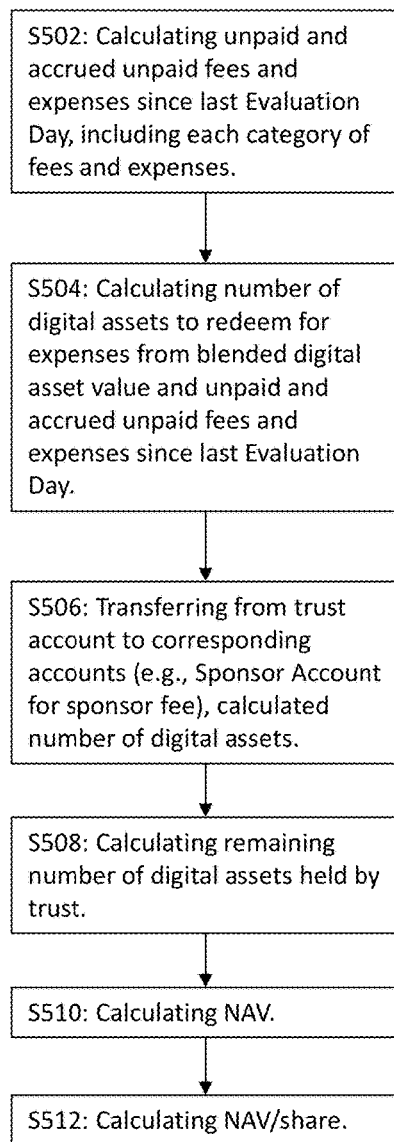 S502: Calculating unpaid and
accrued unpaid fees and
expenses since last Evaluation
Day, including each category of
fees and expenses.
S504: Calculating number of
digital assets to redeem for
expenses from blended digital
asset value and unpaid and
accrued unpaid fees and
expenses since last Evaluation
Day.
S506: Transferring from trust
account to corresponding
accounts (e.g., Sponsor Account
for sponsor fee), calculated
number of digital assets.
S508: Calculating remaining
number of digital assets held by
trust.
S510: Calculating NAV.
S512: Calculating NAV/share.